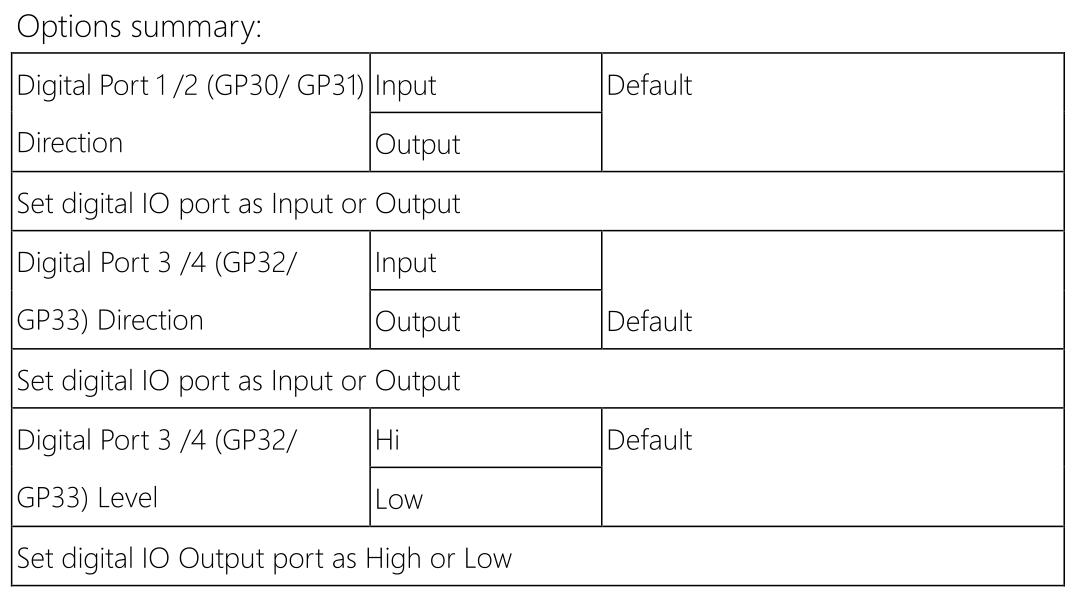 Options summary:
Digital Port 1 /2 (GP30/ GP31) Input Default
Direction Output
Set digital IO port as Input or Output
Digital Port 3 /4 (GP32/ Input
GP33) Direction Output Default
Set digital IO port as Input or Output
Digital Port 3 /4 (GP32/ Hi Default
GP33) Level Low
Set digital IO Output port as High or Low